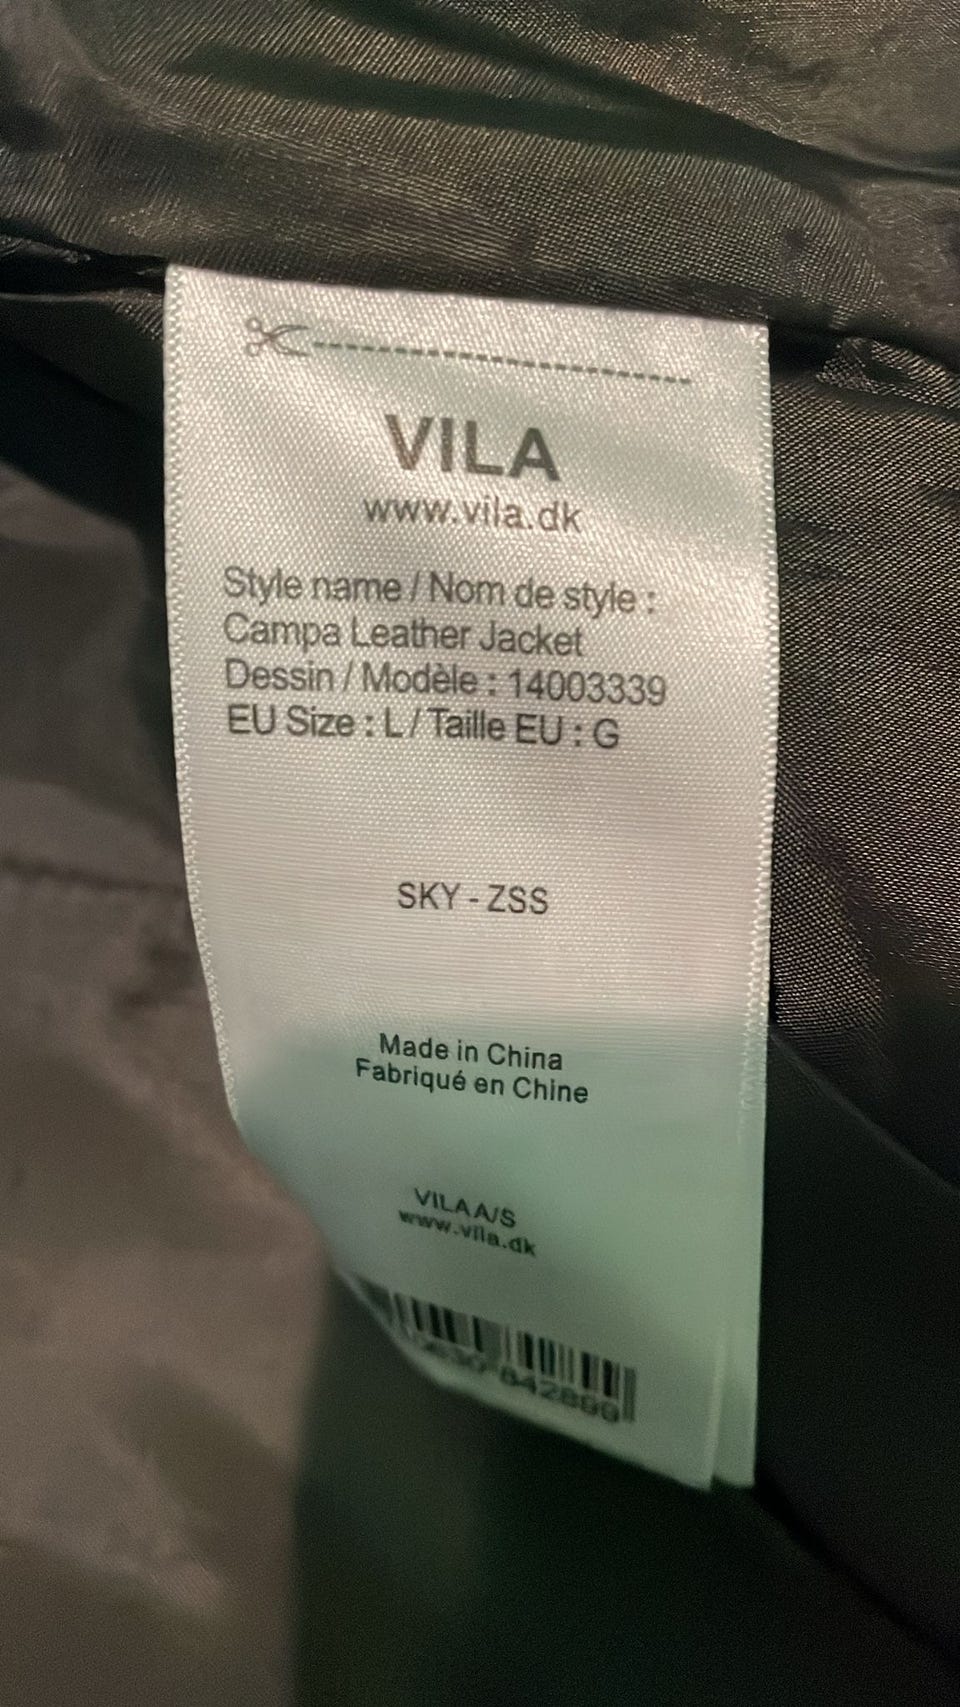 VILA
www.vila.dk
Style name / Nom de style :
Campa Leather Jacket
Dessin / Modèle : 14003339
EU Size : L / Taille EU : G
SKY - ZSS
Made in China
Fabriqué en Chine
VILA A/S
www.vila.dk
842899